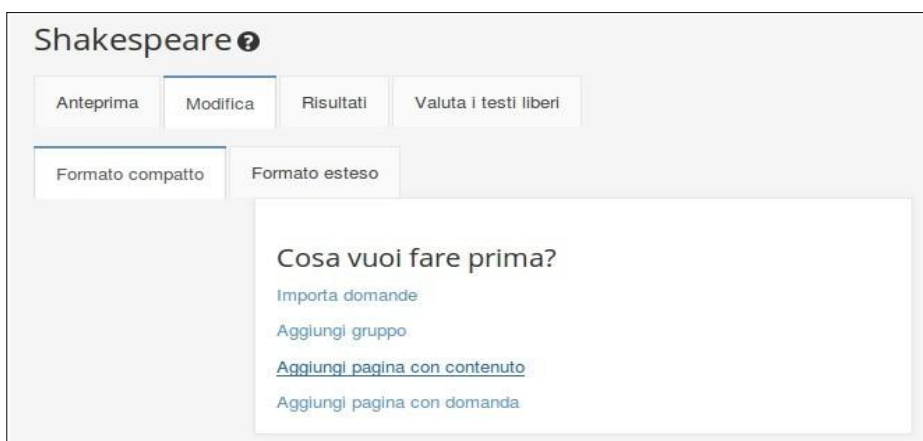 Shakespeare
Anteprima Modifica Risultati Valuta i testi liberi
Formato compatto Formato esteso
Cosa vuoi fare prima?
Importa domande
Aggiungi gruppo
Aggiungi pagina con contenuto
Aggiungi pagina con domanda